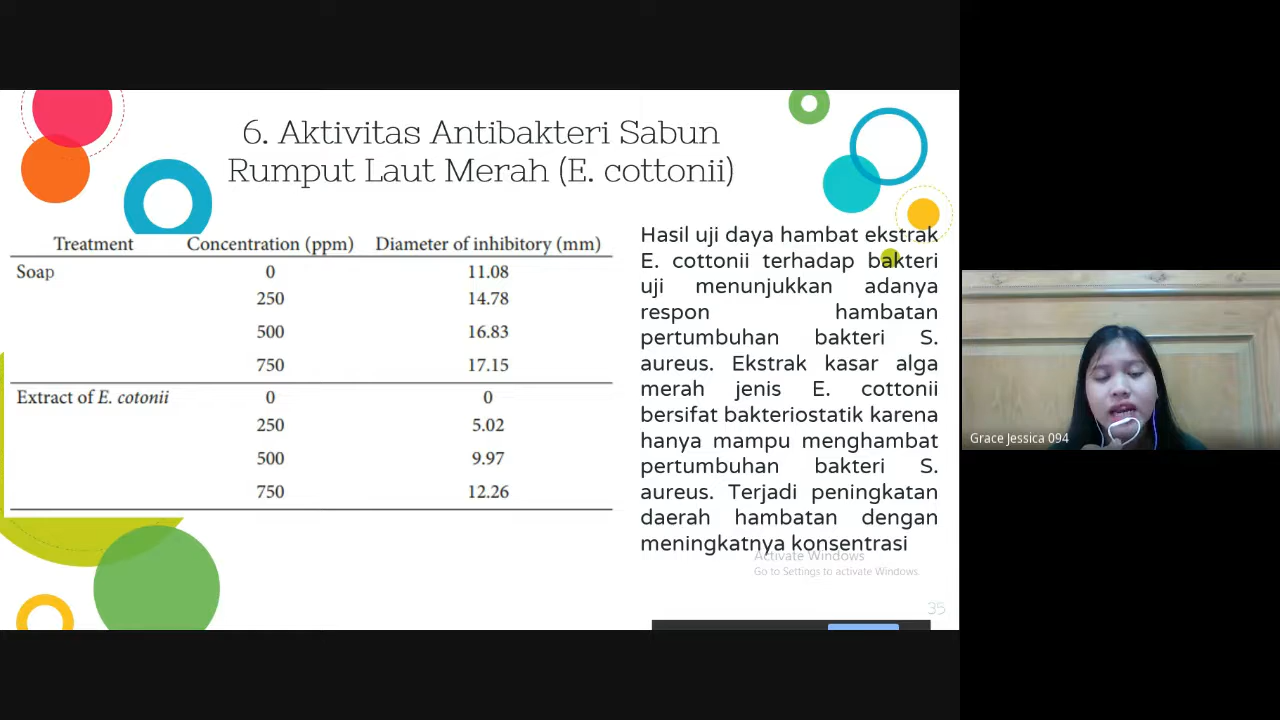 6. Aktivitas Antibakteri Sabun
Rumput Laut Merah (E. cottonii)
Treatment Concentration (ppm) Diameter of inhibitory (mm)
Soap 0 11.08
250 14.78
500 16.83
750 17.15
Extract of E. cotonii 0 0
250 5.02
500 9.97
750 12.26
Hasil uji daya hambat ekstrak
E. cottonii terhadap bakteri
uji menunjukkan adanya
respon hambatan
pertumbuhan bakteri S.
aureus. Ekstrak kasar alga
merah jenis E. cottonii
bersifat bakteriostatik karena
hanya mampu menghambat
pertumbuhan bakteri S.
aureus. Terjadi peningkatan
daerah hambatan dengan
meningkatnya konsentrasi
Activate Windows
Go to Settings to activate Windows.
35
Grace Jessica 094